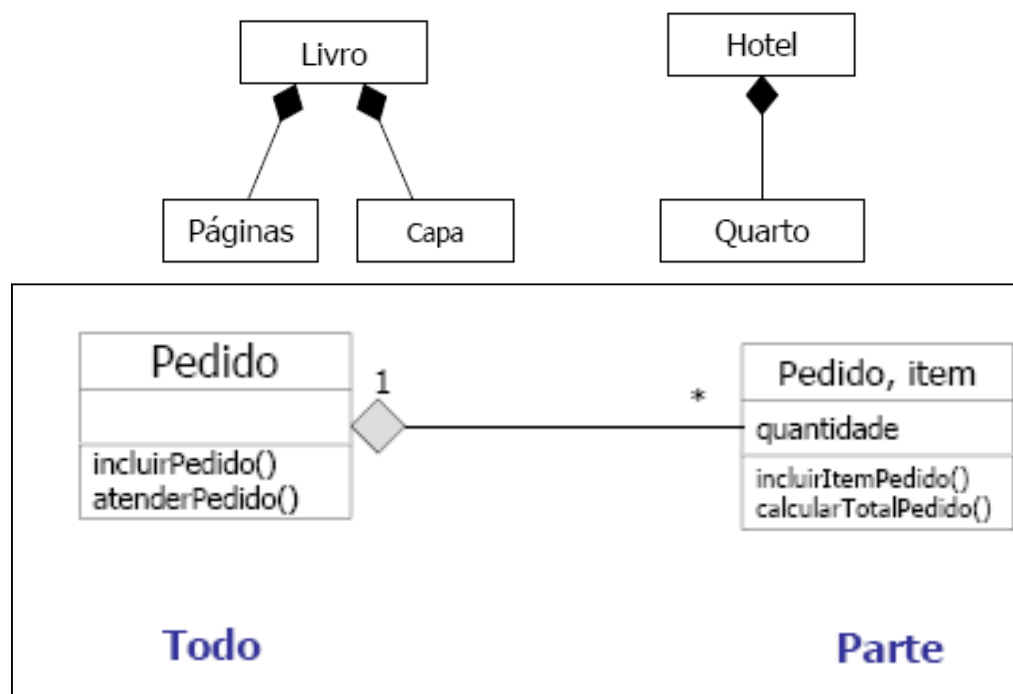 Livro
Hotel
Páginas
Capa
Quarto
Pedido
1
*
Pedido, item
quantidade
incluirPedido()
atenderPedido()
incluirItemPedido()
calcularTotalPedido()
Todo
Parte